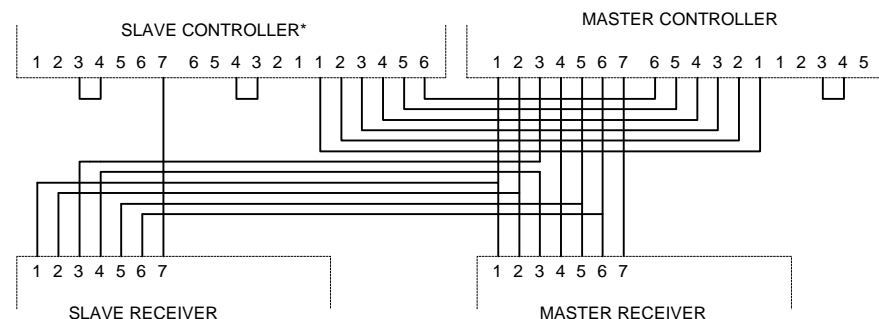 SLAVE CONTROLLER*
MASTER CONTROLLER
1 2 3 4 5 6 7 6 5 4 3 2 1 1 2 3 4 5 6
1 2 3 4 5 6 7 6 5 4 3 2 1 1 2 3 4 5
1 2 3 4 5 6 7
1 2 3 4 5 6 7
SLAVE RECEIVER
MASTER RECEIVER